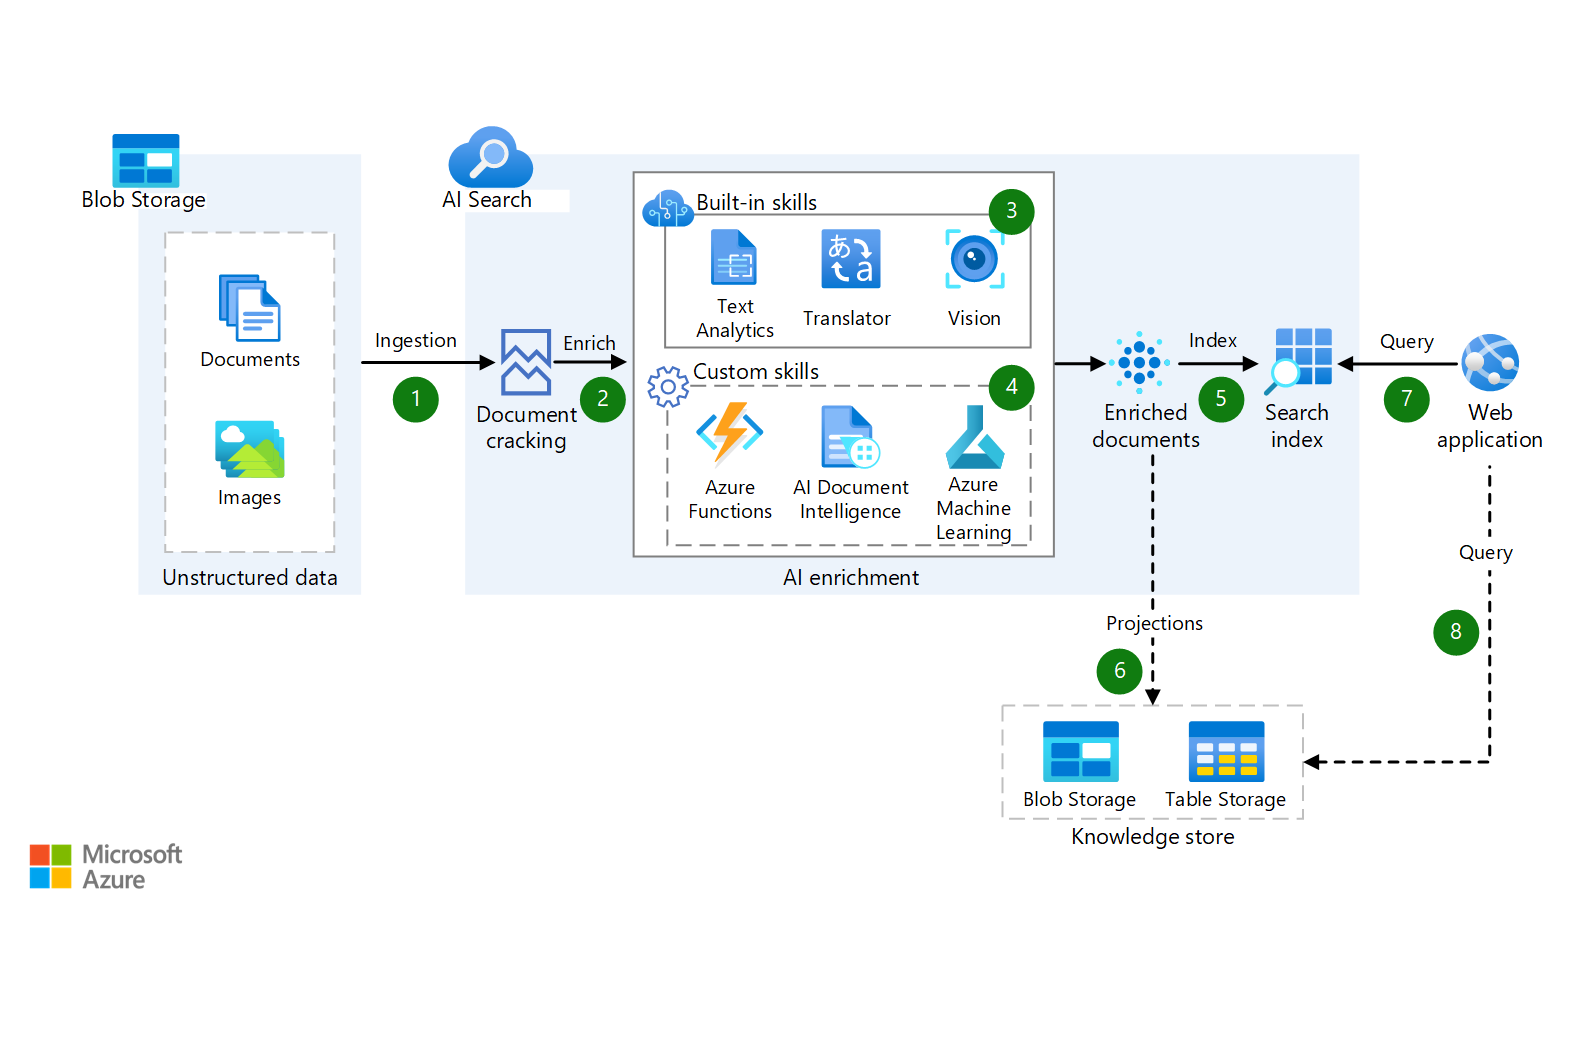 Blob Storage
Documents
Images
Unstructured data
Ingestion
1
AI Search
Document
cracking
Enrich
2
Built-in skills
3
Text
Analytics
Translator
あ
a
Vision
Custom skills
4
Azure
Functions
AI Document
Intelligence
Azure
Machine
Learning
AI enrichment
Enriched
documents
Index
5
Search
index
Query
7
Web
application
Projections
6
Query
8
Blob Storage
Table Storage
Knowledge store
Microsoft
Azure